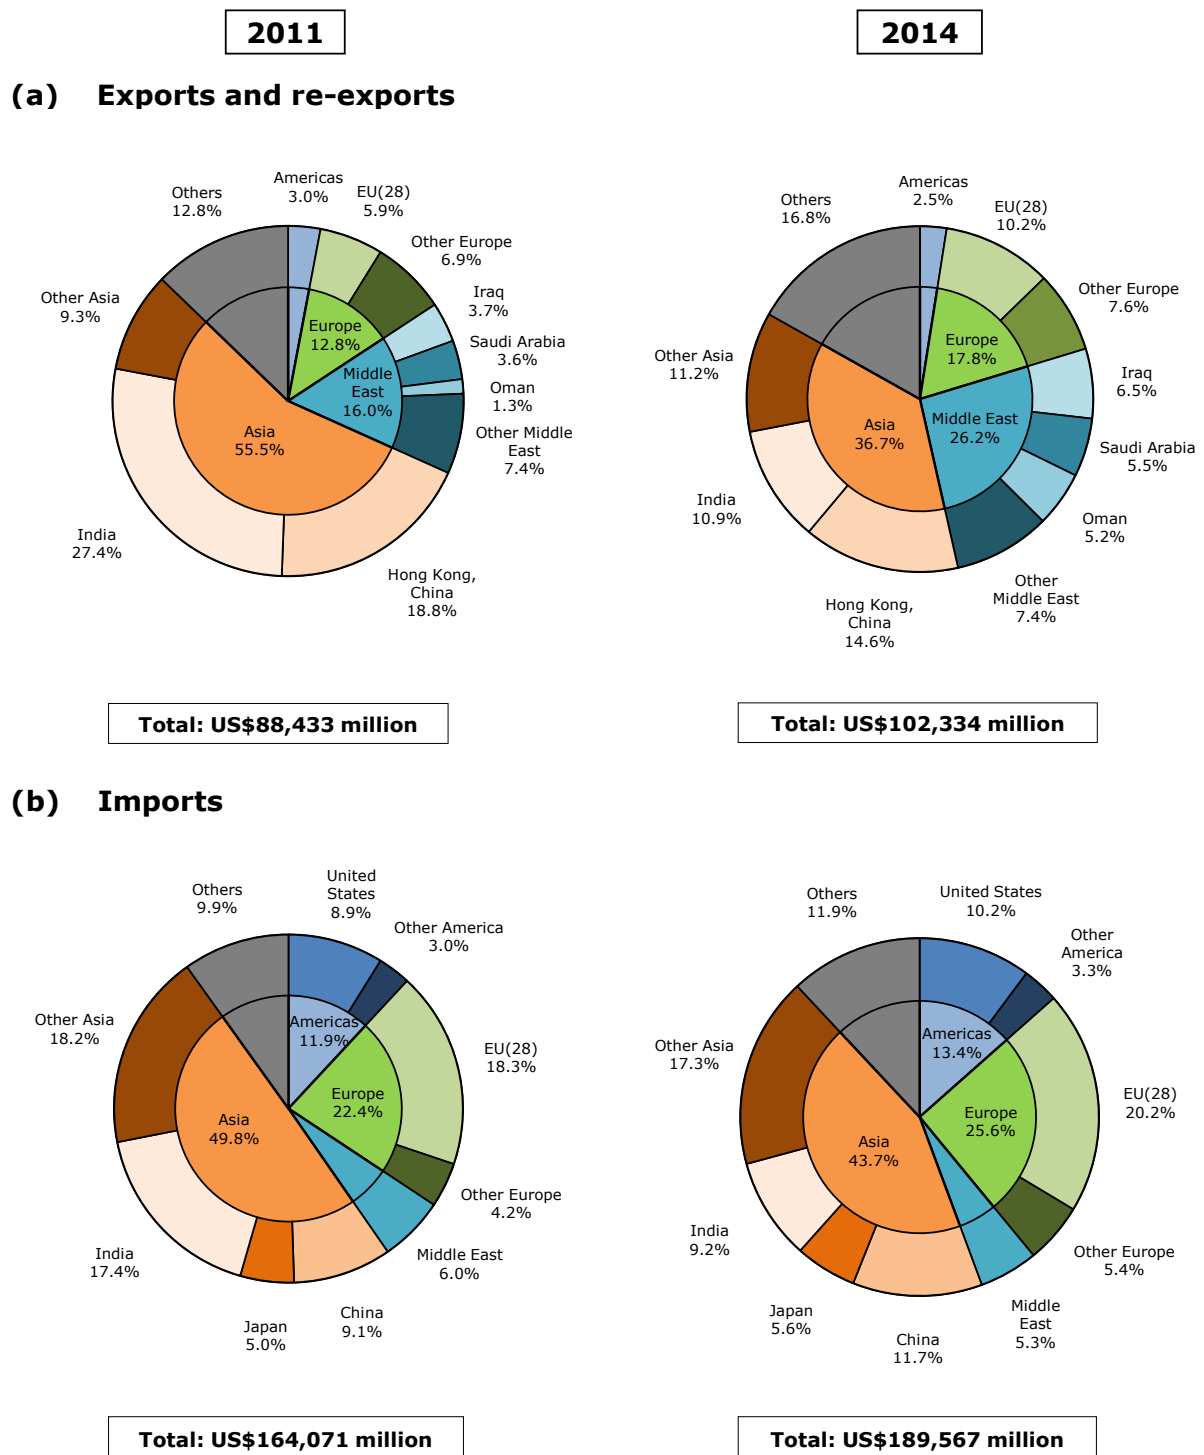 2011
2014
(a) Exports and re-exports
Americas
3.0%
EU(28)
5.9%
Other Europe
6.9%
Iraq
3.7%
Saudi Arabia
3.6%
Oman
1.3%
Other Middle
East
7.4%
Hong Kong,
China
18.8%
India
27.4%
Other Asia
9.3%
Others
12.8%
Europe
12.8%
Middle
East
16.0%
Asia
55.5%
Total: US$88,433 million
Americas
2.5%
EU(28)
10.2%
Other Europe
7.6%
Iraq
6.5%
Saudi Arabia
5.5%
Oman
5.2%
Other
Middle East
7.4%
Hong Kong,
China
14.6%
India
10.9%
Other Asia
11.2%
Others
16.8%
Europe
17.8%
Middle East
26.2%
Asia
36.7%
Total: US$102,334 million
(b) Imports
United
States
8.9%
Other America
3.0%
EU(28)
18.3%
Other Europe
4.2%
Middle East
6.0%
China
9.1%
Japan
5.0%
India
17.4%
Other Asia
18.2%
Others
9.9%
Americas
11.9%
Europe
22.4%
Asia
49.8%
Total: US$164,071 million
United States
10.2%
Other
America
3.3%
EU(28)
20.2%
Other Europe
5.4%
Middle
East
5.3%
China
11.7%
Japan
5.6%
India
9.2%
Other Asia
17.3%
Others
11.9%
Americas
13.4%
Europe
25.6%
Asia
43.7%
Total: US$189,567 million